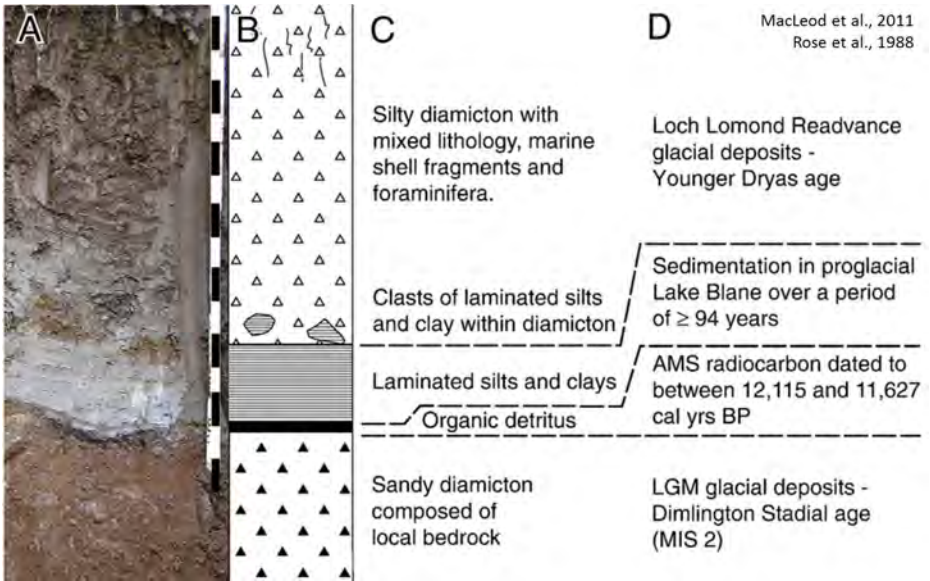 A
B
C
D
MacLeod et al., 2011
Rose et al., 1988
Silty diamicton with
mixed lithology, marine
shell fragments and
foraminifera.
Loch Lomond Readvance
glacial deposits -
Younger Dryas age
Clasts of laminated silts
and clay within diamicton
Sedimentation in proglacial
Lake Blane over a period
of ≥ 94 years
Laminated silts and clays
Organic detritus
AMS radiocarbon dated to
between 12,115 and 11,627
cal yrs BP
Sandy diamicton
composed of
local bedrock
LGM glacial deposits -
Dimlington Stadial age
(MIS 2)